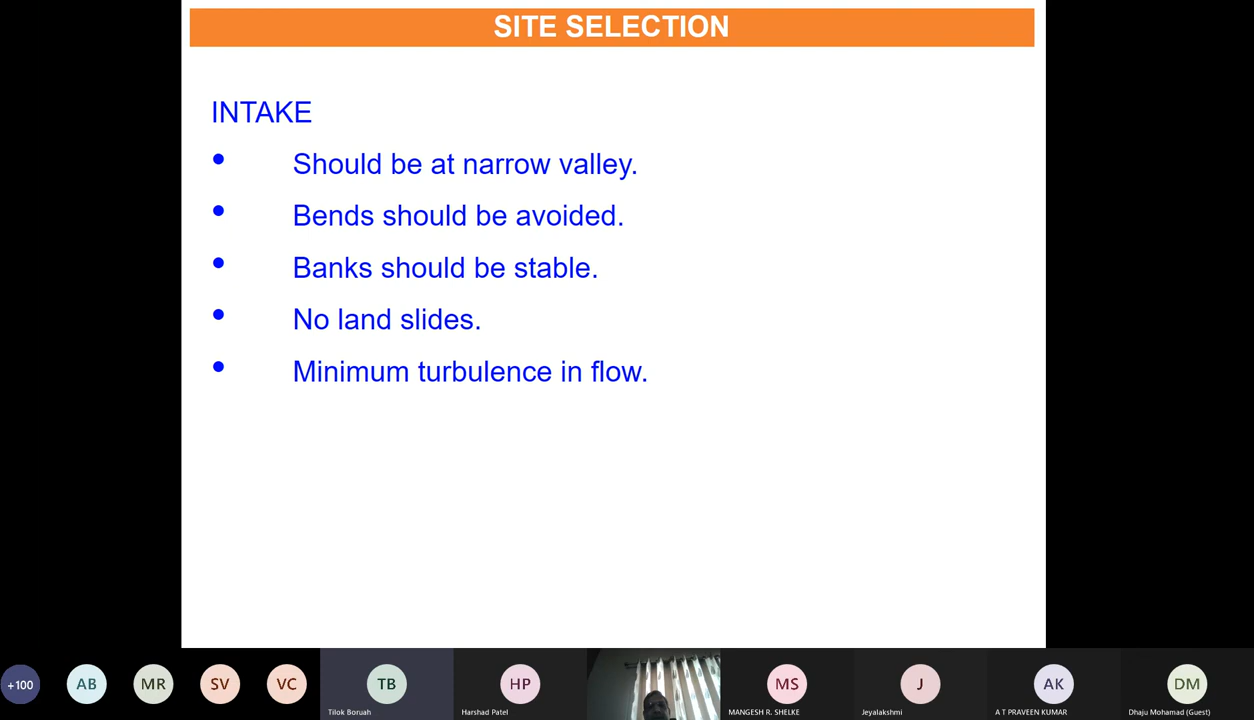 SITE SELECTION
INTAKE
• Should be at narrow valley.
• Bends should be avoided.
• Banks should be stable.
• No land slides.
• Minimum turbulence in flow.
+100
AB
MR
SV
VC
TB
HP
MS
J
AK
DM
Tilok Boruah
Harshad Patel
MANGESH R. SHELKE
Jeyalakshmi
A T PRAVEEN KUMAR
Dhaju Mohamad (Guest)